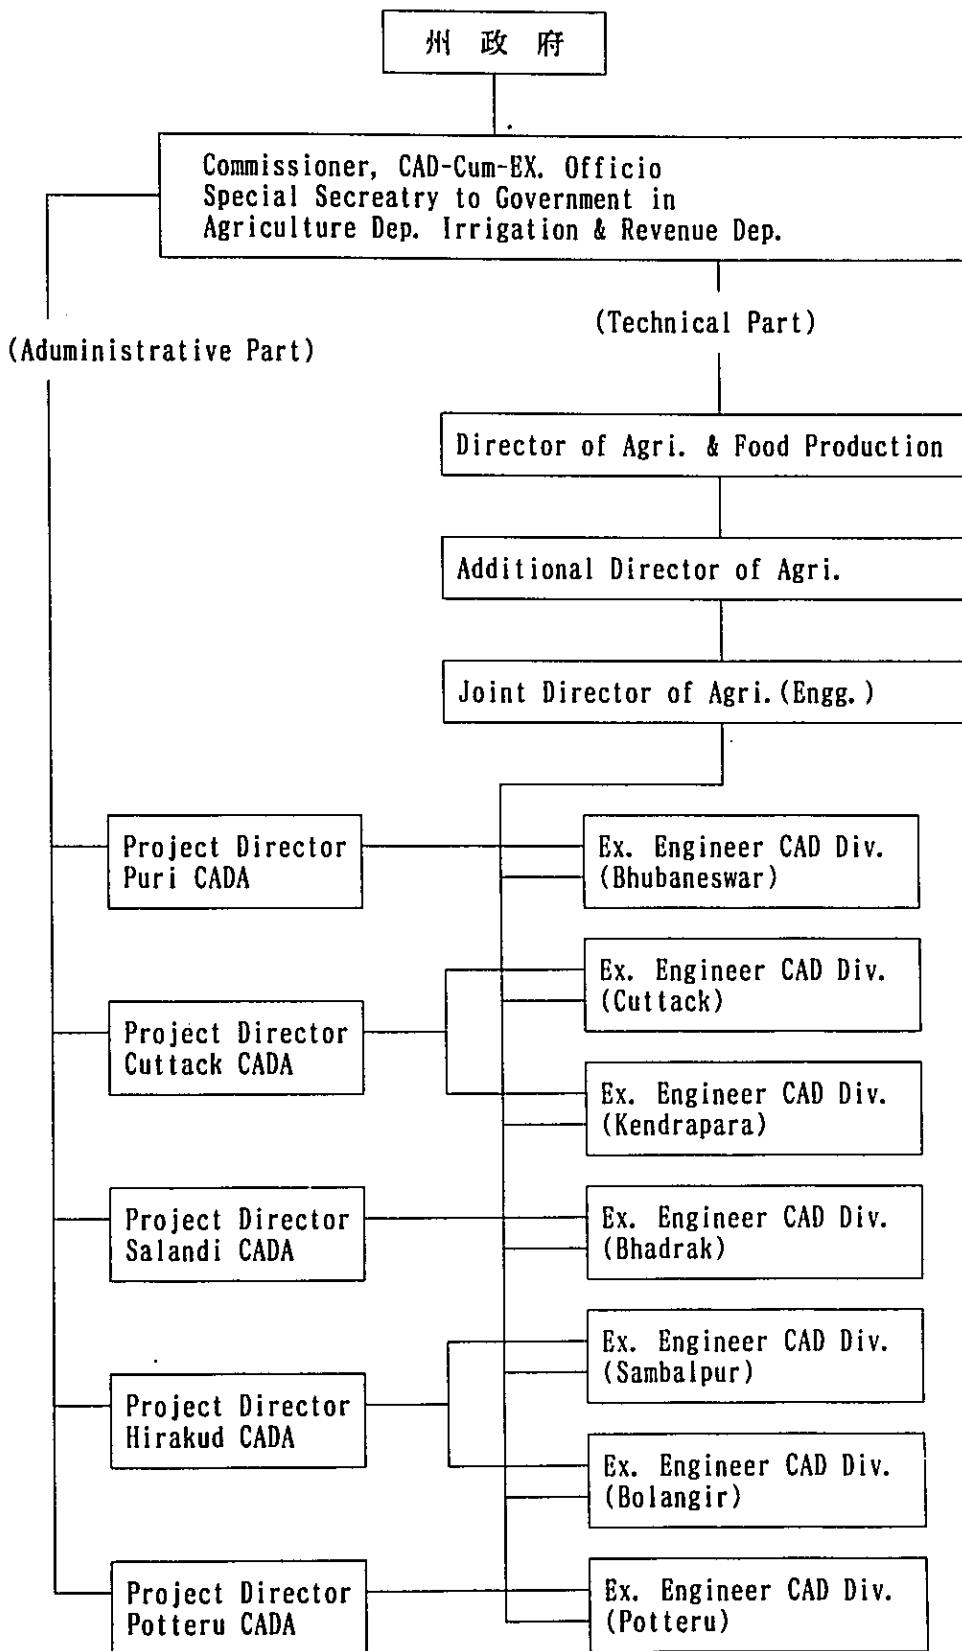 州政府
Commissioner, CAD-Cum-EX. Officio
Special Secreatry to Government in
Agriculture Dep. Irrigation & Revenue Dep.
(Technical Part)
(Aduministrative Part)
Director of Agri. & Food Production
Additional Director of Agri.
Joint Director of Agri.(Engg.)
Project Director
Puri CADA
Ex. Engineer CAD Div.
(Bhubaneswar)
Ex. Engineer CAD Div.
(Cuttack)
Project Director
Cuttack CADA
Ex. Engineer CAD Div.
(Kendrapara)
Project Director
Salandi CADA
Ex. Engineer CAD Div.
(Bhadrak)
Ex. Engineer CAD Div.
(Sambalpur)
Project Director
Hirakud CADA
Ex. Engineer CAD Div.
(Bolangir)
Project Director
Potteru CADA
Ex. Engineer CAD Div.
(Potteru)